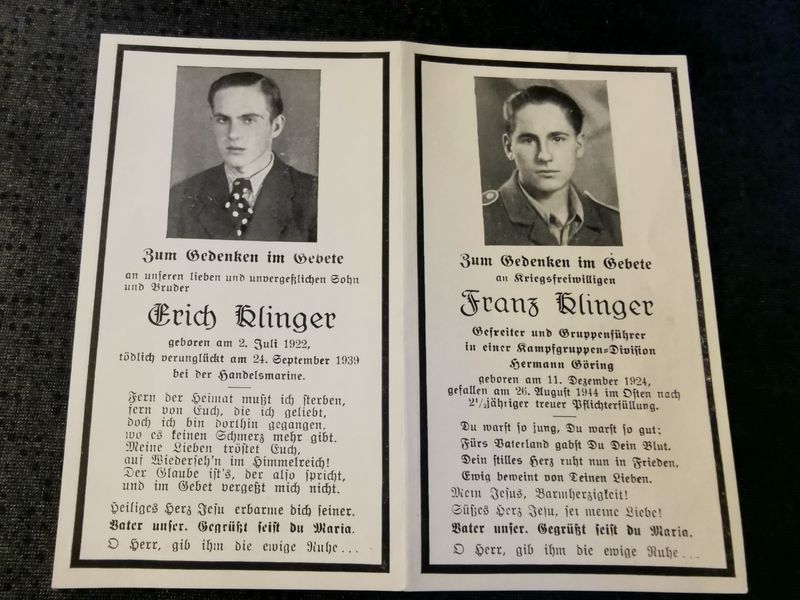 Zum Gedenken im Gebete
an unseren lieben und unvergeßlichen Sohn
und Bruder
Erich Klinger
geboren am 2. Juli 1922,
tödlich verunglückt am 24. September 1939
bei der Handelsmarine.
Fern der Heimat mußt ich sterben,
fern von Euch, die ich geliebt,
doch ich bin dorthin gegangen,
wo es keinen Schmerz mehr gibt.
Meine Lieben tröstet Euch,
auf Wiederseh'n im Himmelreich!
Der Glaube ist's, der also spricht,
und im Gebet vergeßt mich nicht.
Heiliges Herz Jesu erbarme dich seiner.
Vater unser. Gegrüßt seist du Maria.
O Herr, gib ihm die ewige Ruhe...
Zum Gedenken im Gebete
an Kriegsfreiwilligen
Franz Klinger
Gefreiter und Gruppenführer
in einer Kampfgruppen-Division
Hermann Göring
geboren am 11. Dezember 1924,
gefallen am 26. August 1944 im Osten nach
2½jähriger treuer Pflichterfüllung.
Du warst so jung, Du warst so gut;
Fürs Vaterland gabst Du Dein Blut.
Dein stilles Herz ruht nun in Frieden,
Ewig beweint von Deinen Lieben.
Mein Jesus, Barmherzigkeit!
Süßes Herz Jesu, sei meine Liebe!
Vater unser. Gegrüßt seist du Maria.
O Herr, gib ihm die ewige Ruhe...